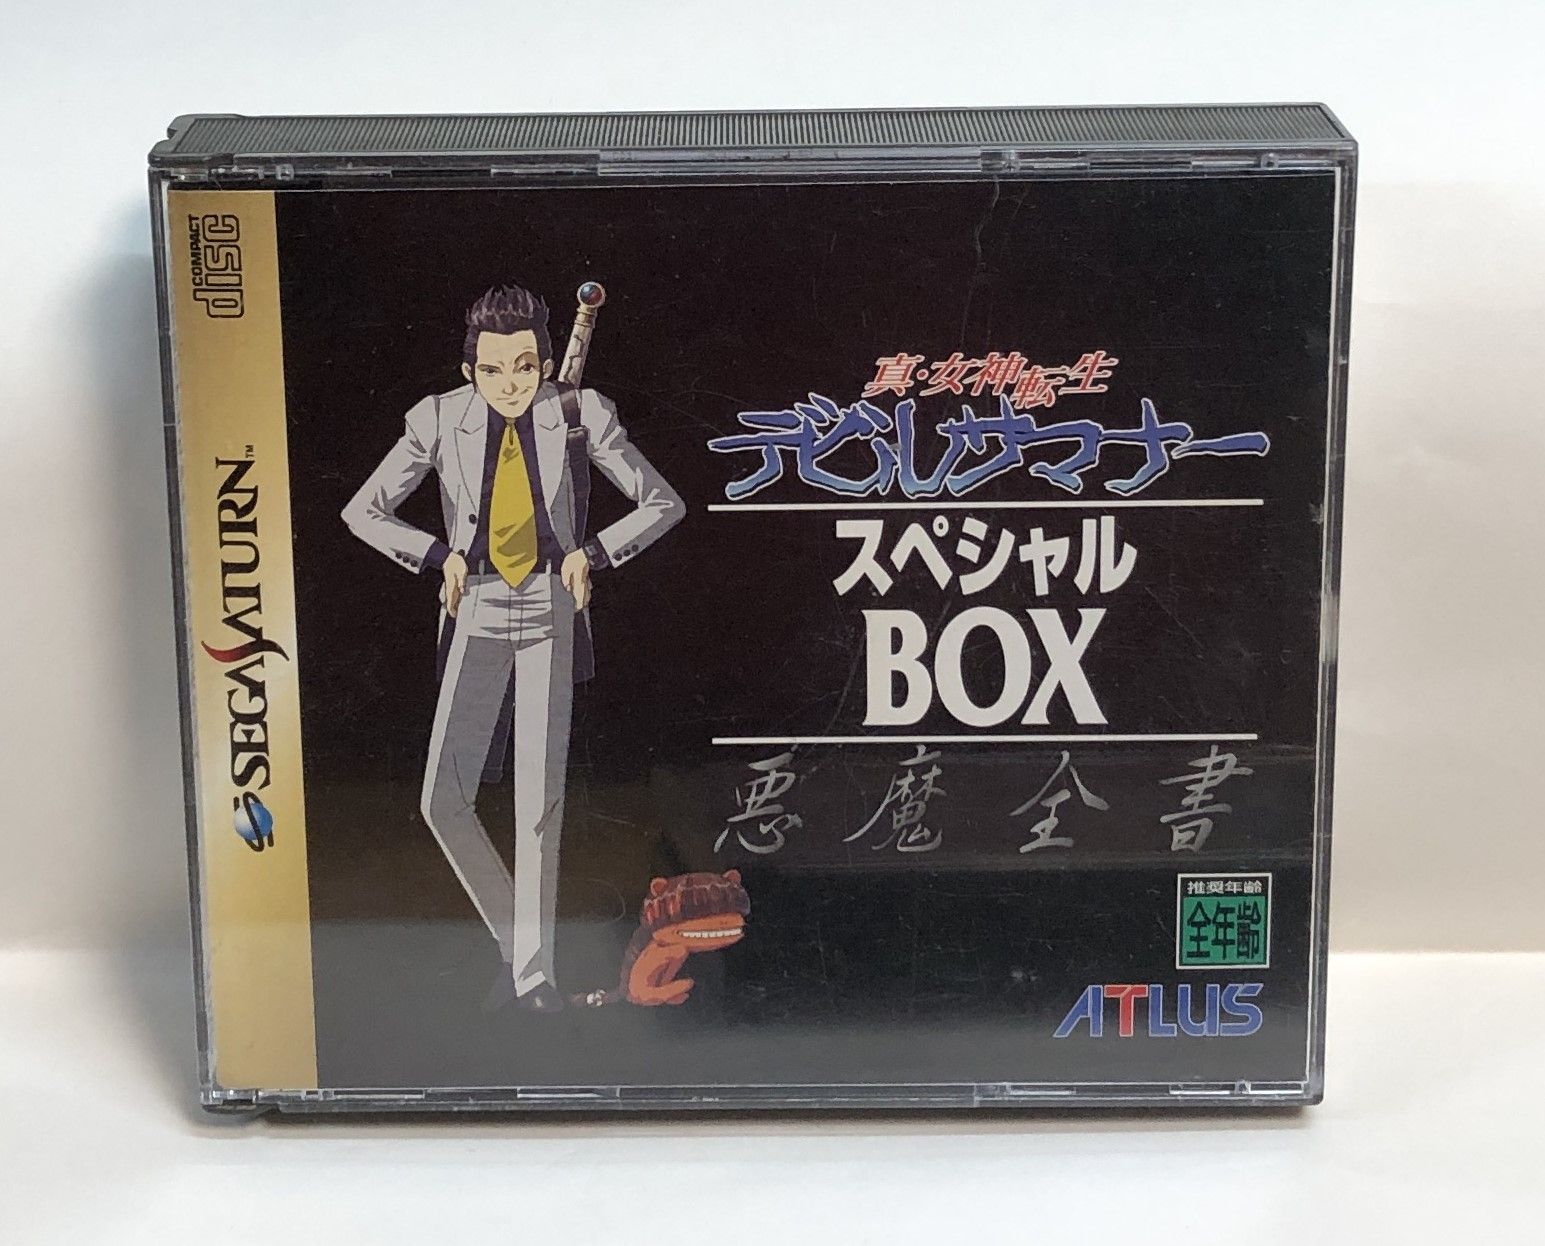 COMPACT
disc
SEGA SATURN™
真・女神転生
デビルサマナー
スペシャル
BOX
悪魔全書
推奨年齢
全年齢
ATLUS